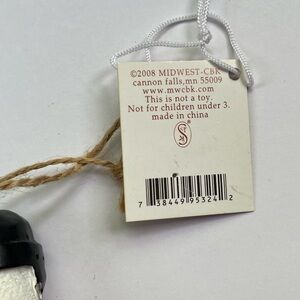 ©2008 MIDWEST-CBK
cannon falls,mn 55009
www.mwcbk.com
This is not a toy.
Not for children under 3.
made in china
7 38449 95324 2